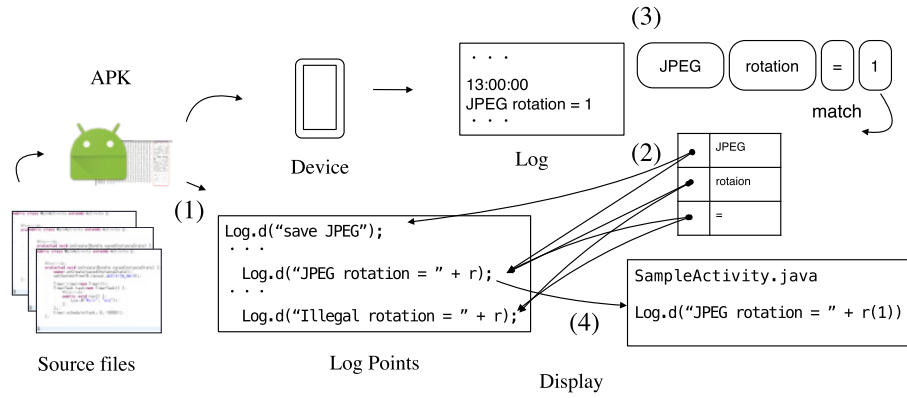 (3)
APK
. . .
13:00:00
JPEG rotation = 1
. . .
JPEG
rotation
=
1
match
Device
Log
(2)
JPEG
rotaion
=
(1)
Log.d(“save JPEG”);
. . .
Log.d(“JPEG rotation = ” + r);
. . .
Log.d(“Illegal rotation = ” + r);
(4)
SampleActivity.java
Log.d(“JPEG rotation = ” + r(1))
Source files
Log Points
Display